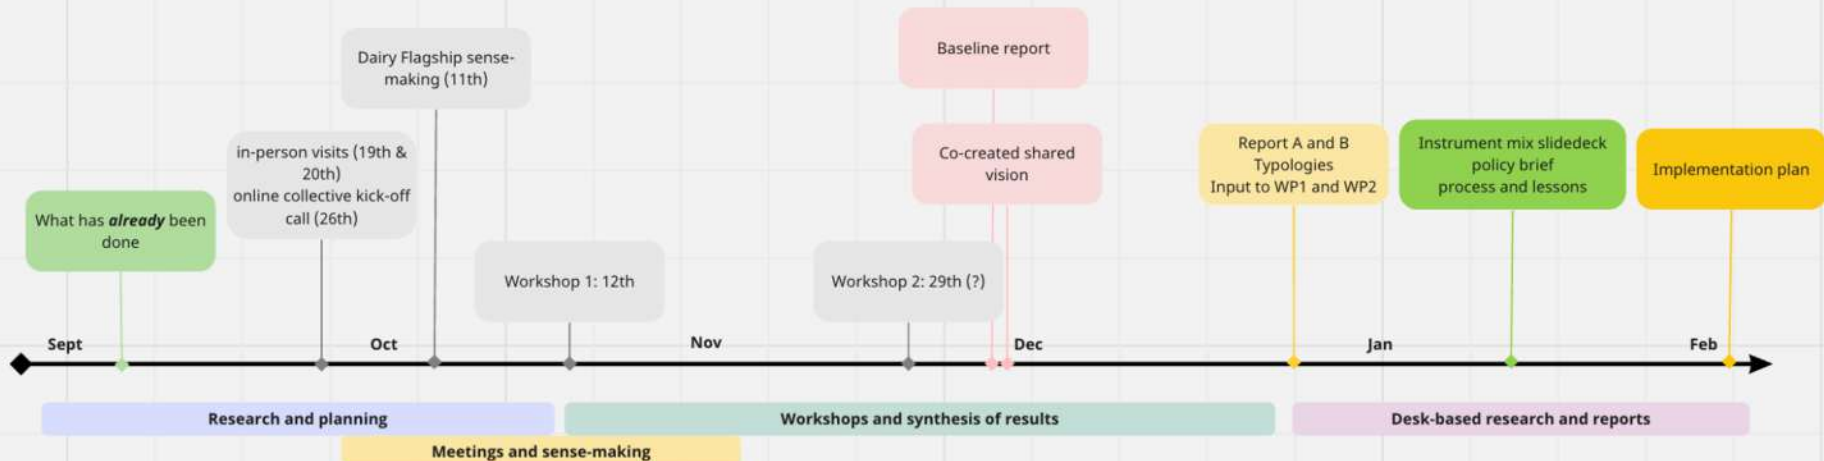 Baseline report
Dairy Flagship sense-
making (11th)
in-person visits (19th &
20th)
online collective kick-off
call (26th)
Co-created shared
vision
Report A and B
Typologies
Input to WP1 and WP2
Instrument mix slidedeck
policy brief
process and lessons
Implementation plan
What has already been
done
Workshop 1: 12th
Workshop 2: 29th (?)
Sept
Oct
Nov
Dec
Jan
Feb
Research and planning
Workshops and synthesis of results
Desk-based research and reports
Meetings and sense-making